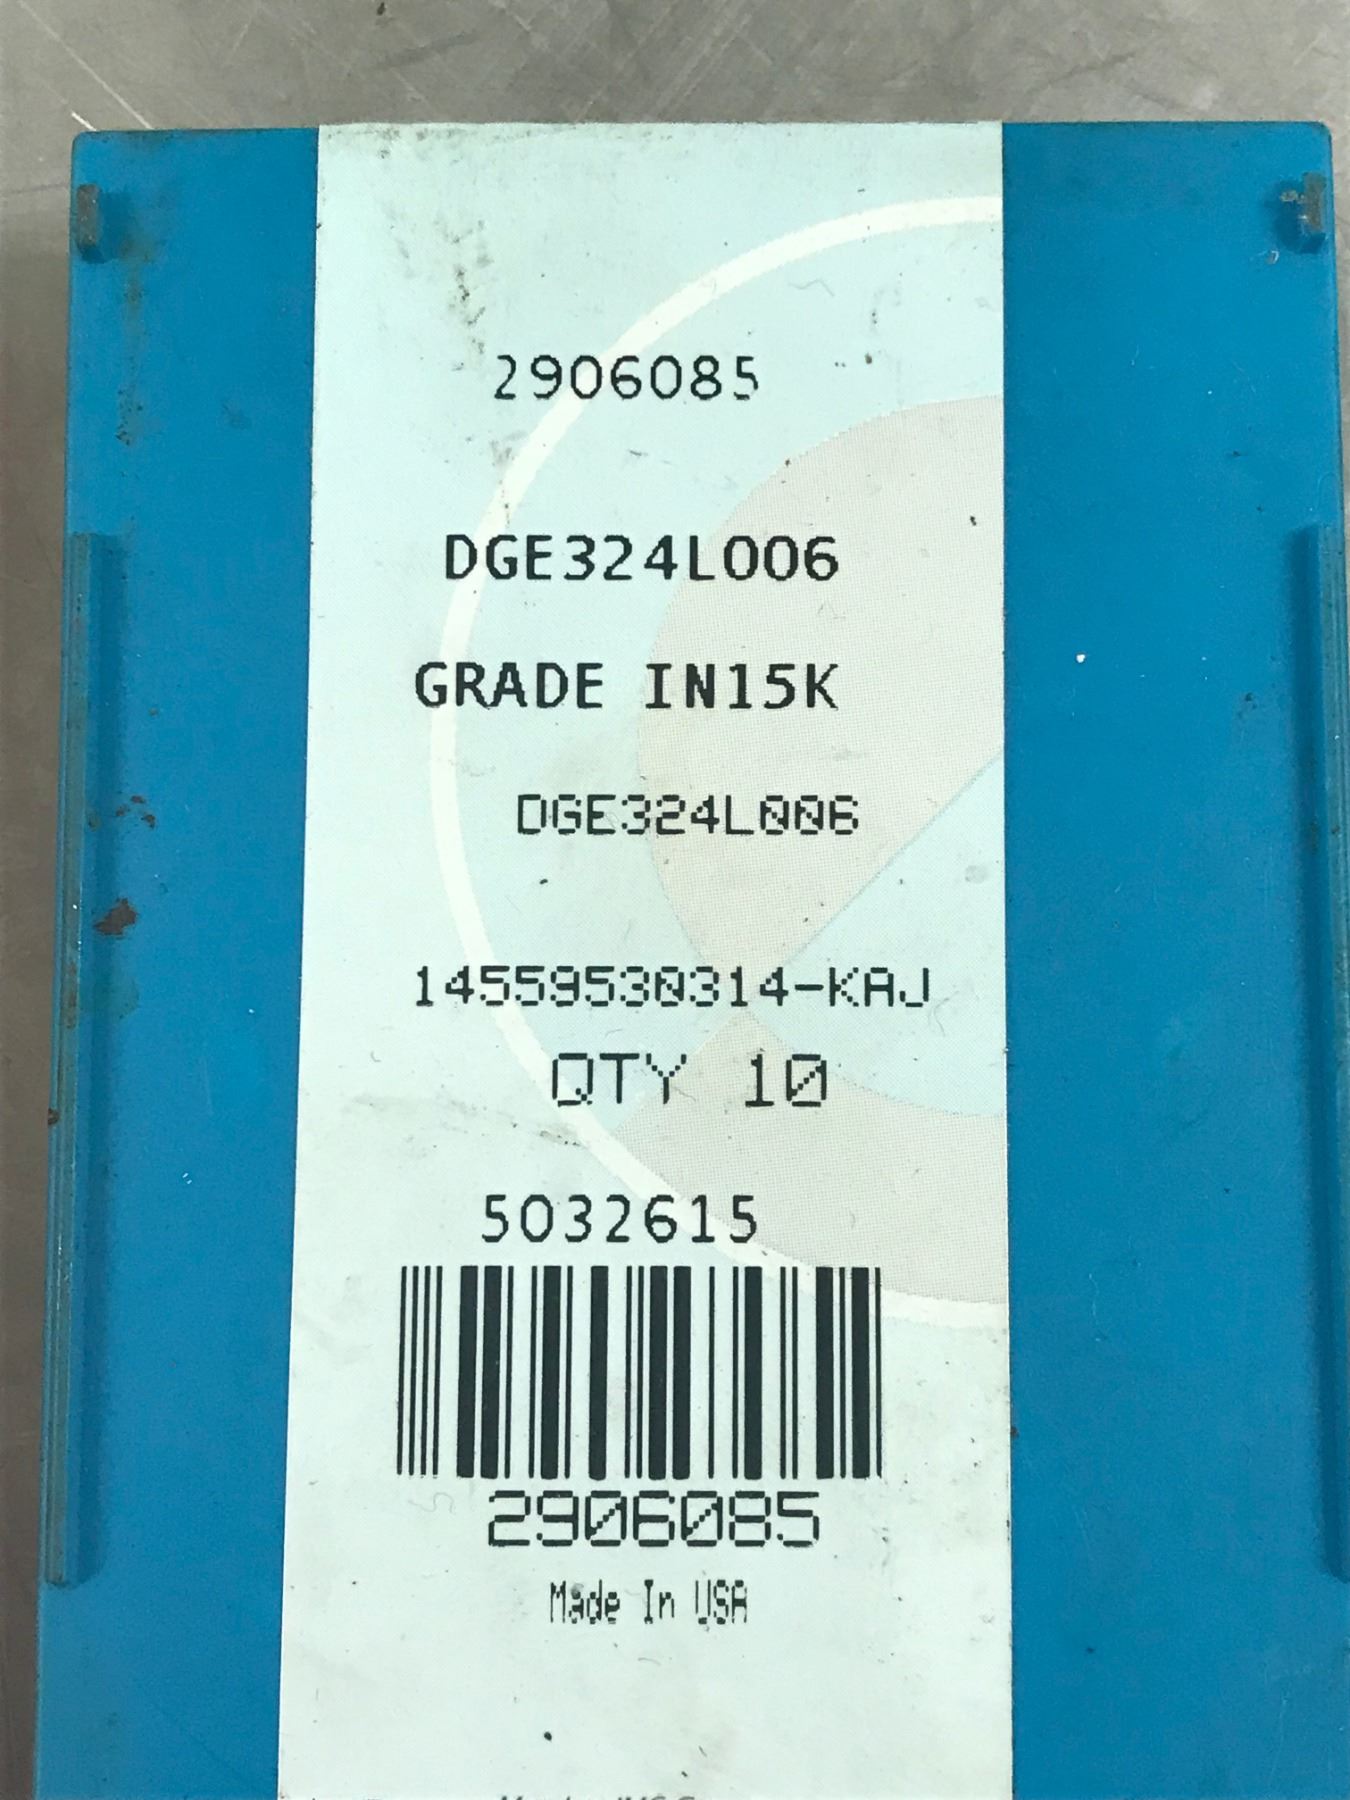 2906085
DGE324L006
GRADE IN15K
DGE324L006
14559530314-KAJ
QTY 10
5032615
2906085
Made In USA